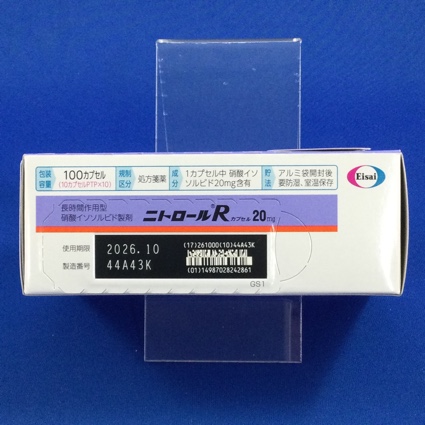 包装容量 100カプセル (10カプセルPTP×10) 規制区分 処方箋薬 成分 1カプセル中 硝酸イソソルビド20mg含有 貯法 アルミ袋開封後要防湿、室温保存
Eisai
長時間作用型
硝酸イソソルビド製剤 ニトロール®Rカプセル 20mg
使用期限 2026.10
製造番号 44A43K
(17)261000(10)44A43K
(01)14987028242861
GS1